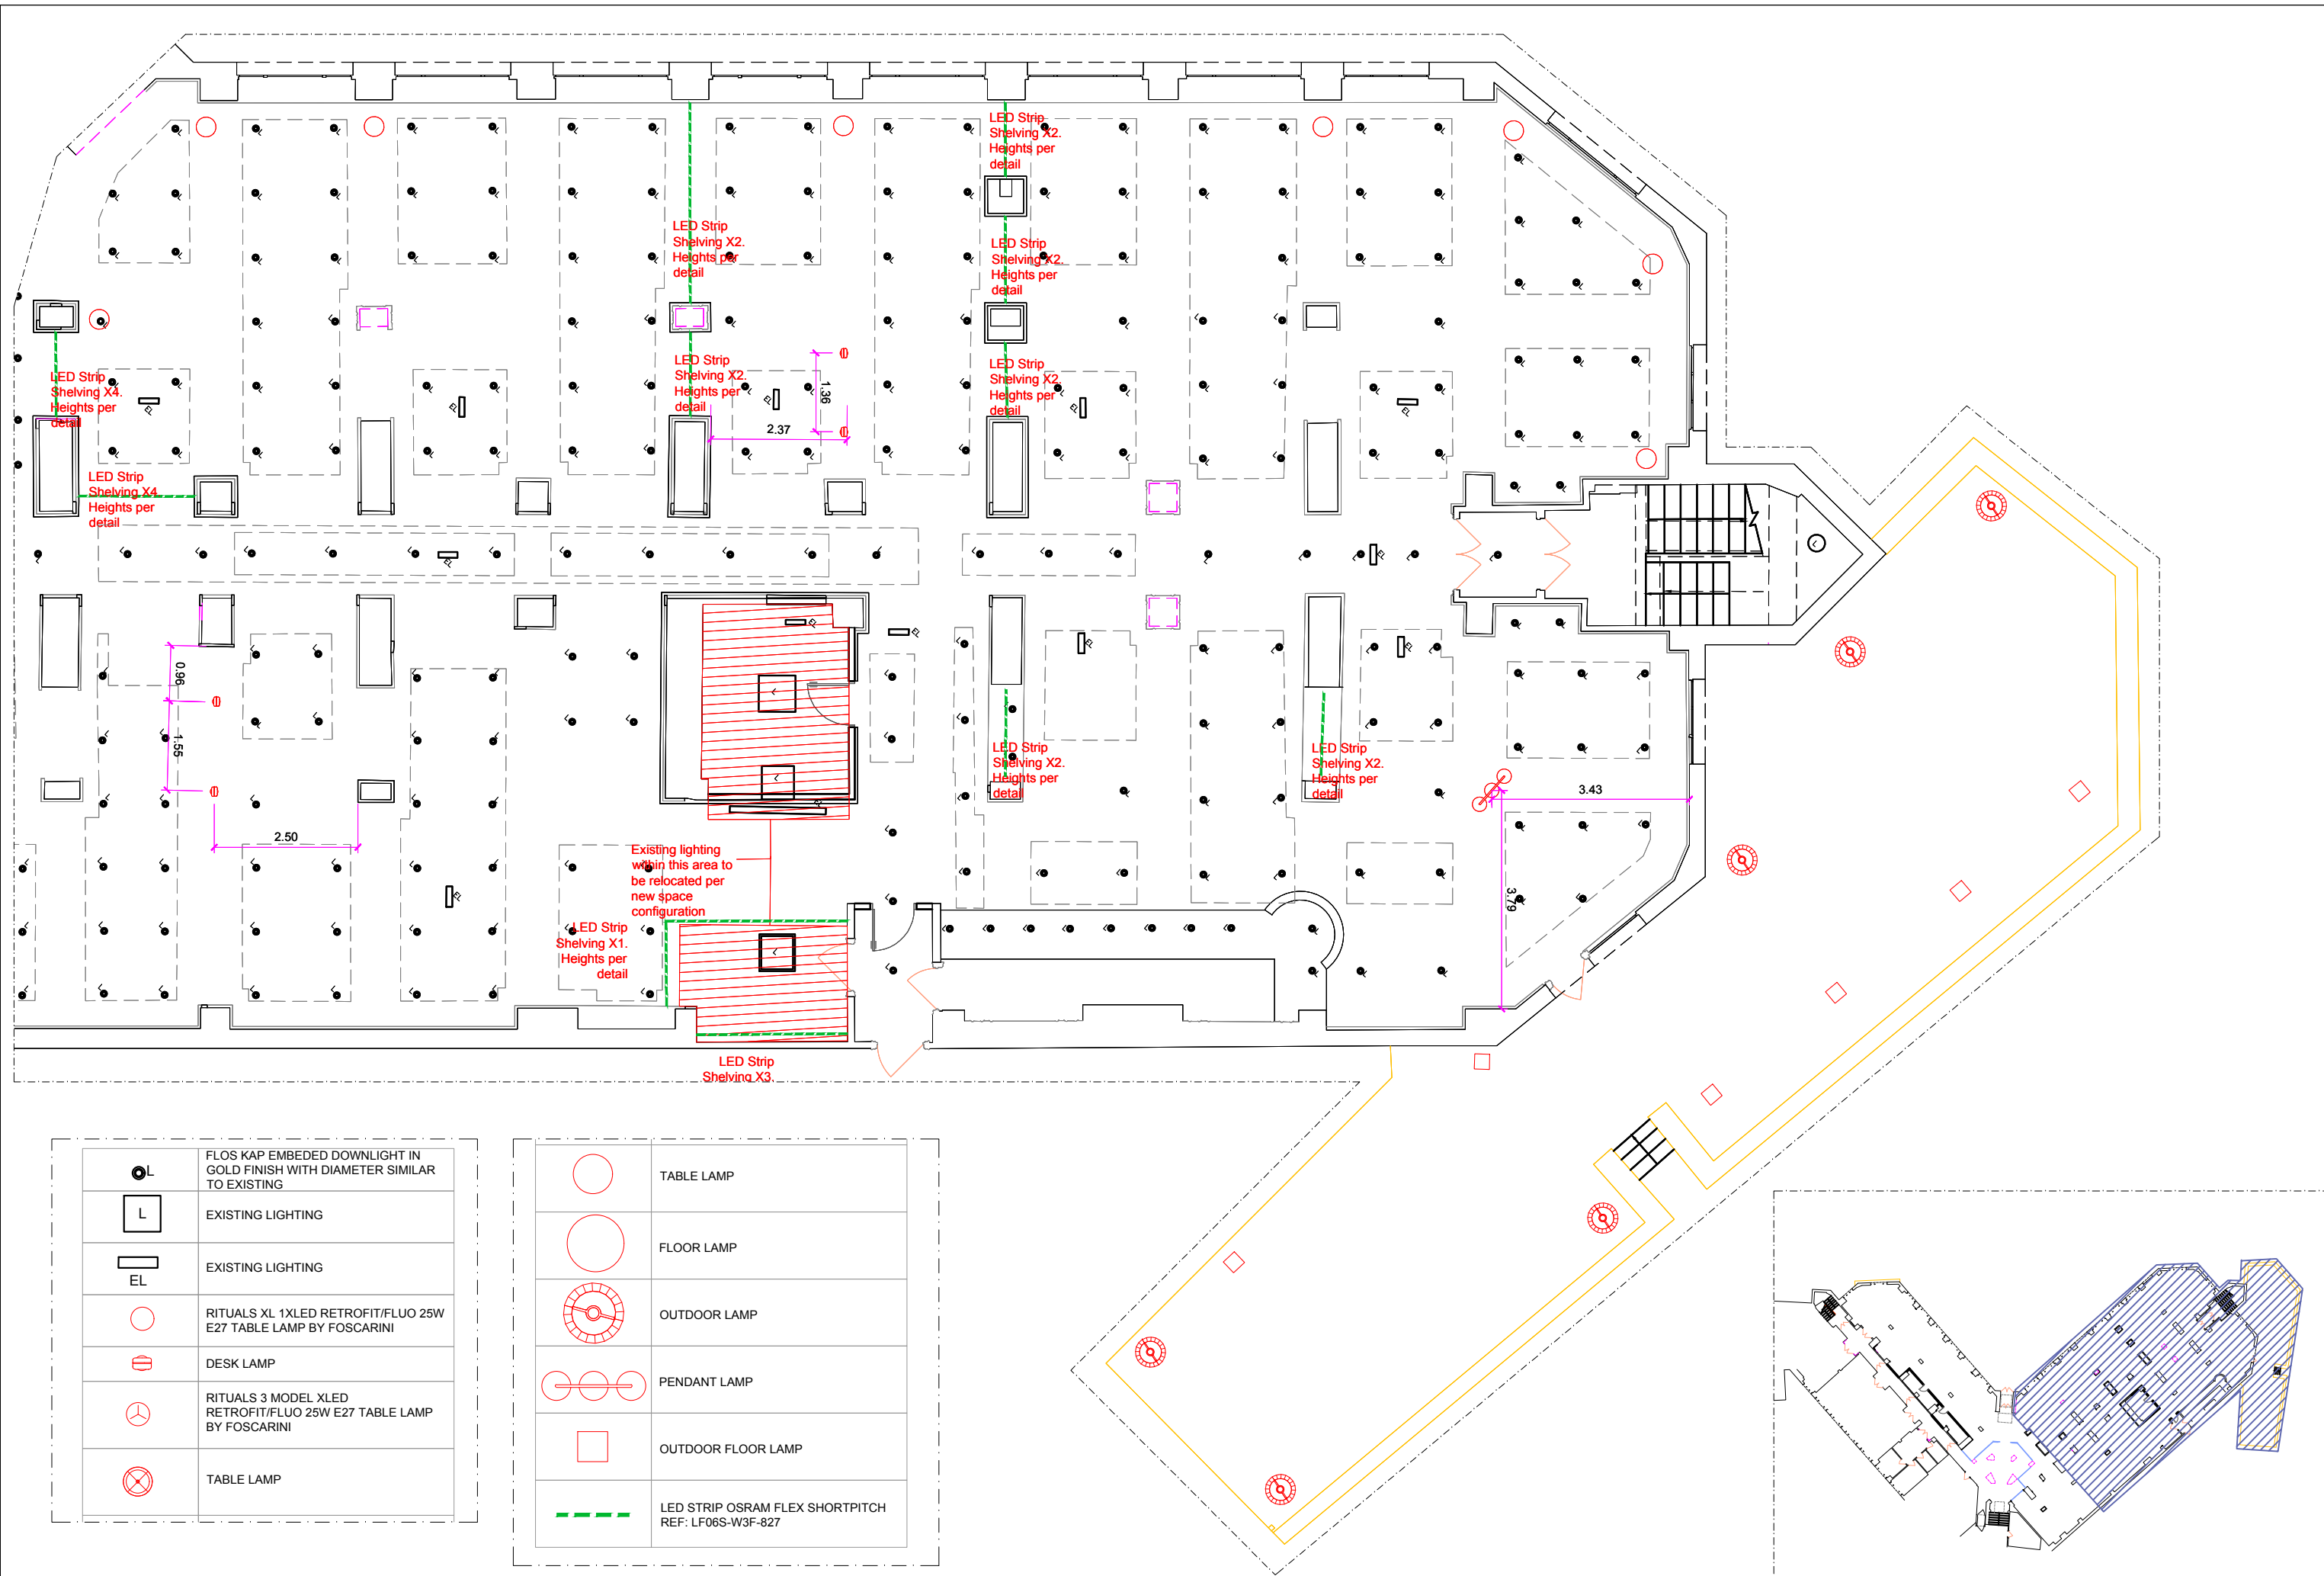 LED Strip
Shelving X2.
Heights per
detail
LED Strip
Shelving X2.
Heights per
detail
LED Strip
Shelving X2.
Heights per
detail
LED Strip
Shelving X2.
Heights per
detail
LED Strip
Shelving X2.
Heights per
detail
LED Strip
Shelving X4.
Heights per
detail
1.36
2.37
LED Strip
Shelving X4
Heights per
detail
0.96
1.55
2.50
LED Strip
Shelving X2.
Heights per
detail
LED Strip
Shelving X2.
Heights per
detail
3.43
3.79
Existing lighting
within this area to
be relocated per
new space
configuration
LED Strip
Shelving X1.
Heights per
detail
LED Strip
Shelving X3.
L
FLOS KAP EMBEDED DOWNLIGHT IN
GOLD FINISH WITH DIAMETER SIMILAR
TO EXISTING
L
EXISTING LIGHTING
EL
EXISTING LIGHTING
RITUALS XL 1XLED RETROFIT/FLUO 25W
E27 TABLE LAMP BY FOSCARINI
DESK LAMP
RITUALS 3 MODEL XLED
RETROFIT/FLUO 25W E27 TABLE LAMP
BY FOSCARINI
TABLE LAMP
TABLE LAMP
FLOOR LAMP
OUTDOOR LAMP
PENDANT LAMP
OUTDOOR FLOOR LAMP
LED STRIP OSRAM FLEX SHORTPITCH
REF: LF06S-W3F-827